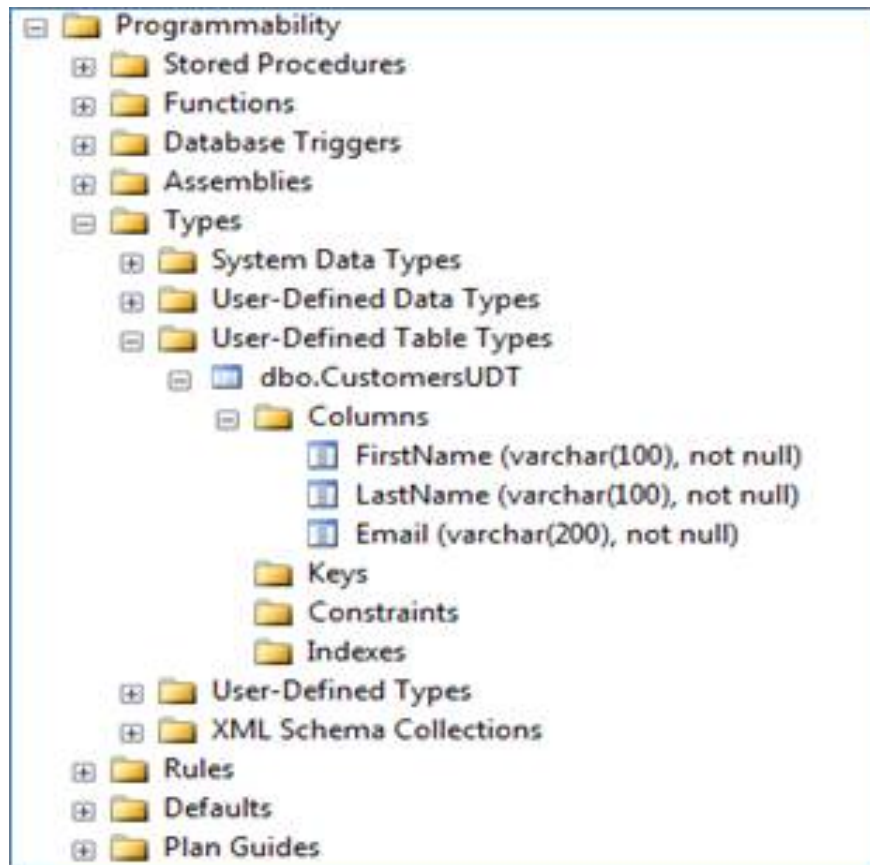 Programmability
Stored Procedures
Functions
Database Triggers
Assemblies
Types
System Data Types
User-Defined Data Types
User-Defined Table Types
dbo.CustomersUDT
Columns
FirstName (varchar(100), not null)
LastName (varchar(100), not null)
Email (varchar(200), not null)
Keys
Constraints
Indexes
User-Defined Types
XML Schema Collections
Rules
Defaults
Plan Guides